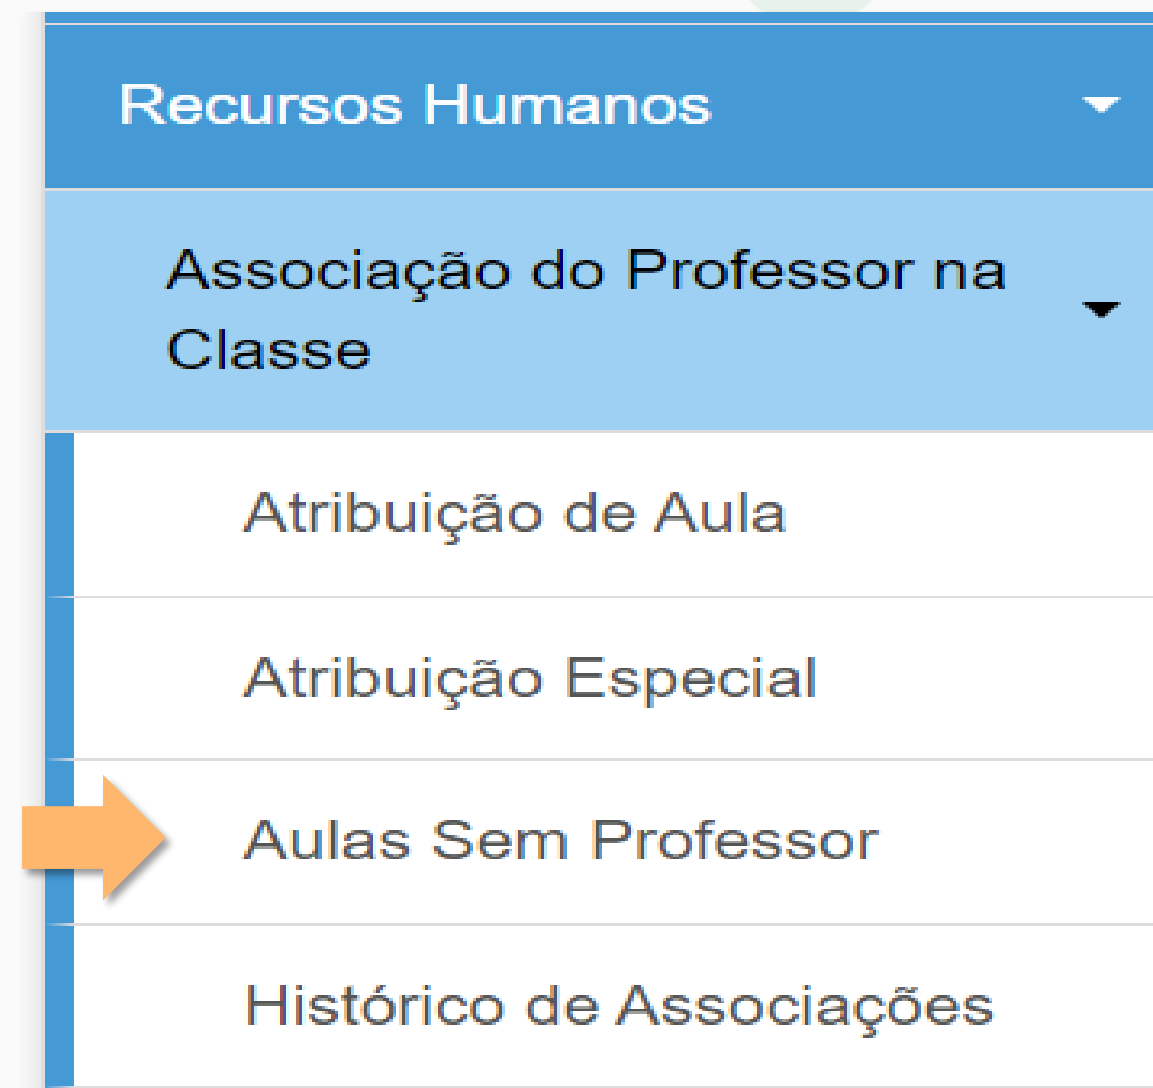 Recursos Humanos
Associação do Professor na
Classe
Atribuição de Aula
Atribuição Especial
Aulas Sem Professor
Histórico de Associações